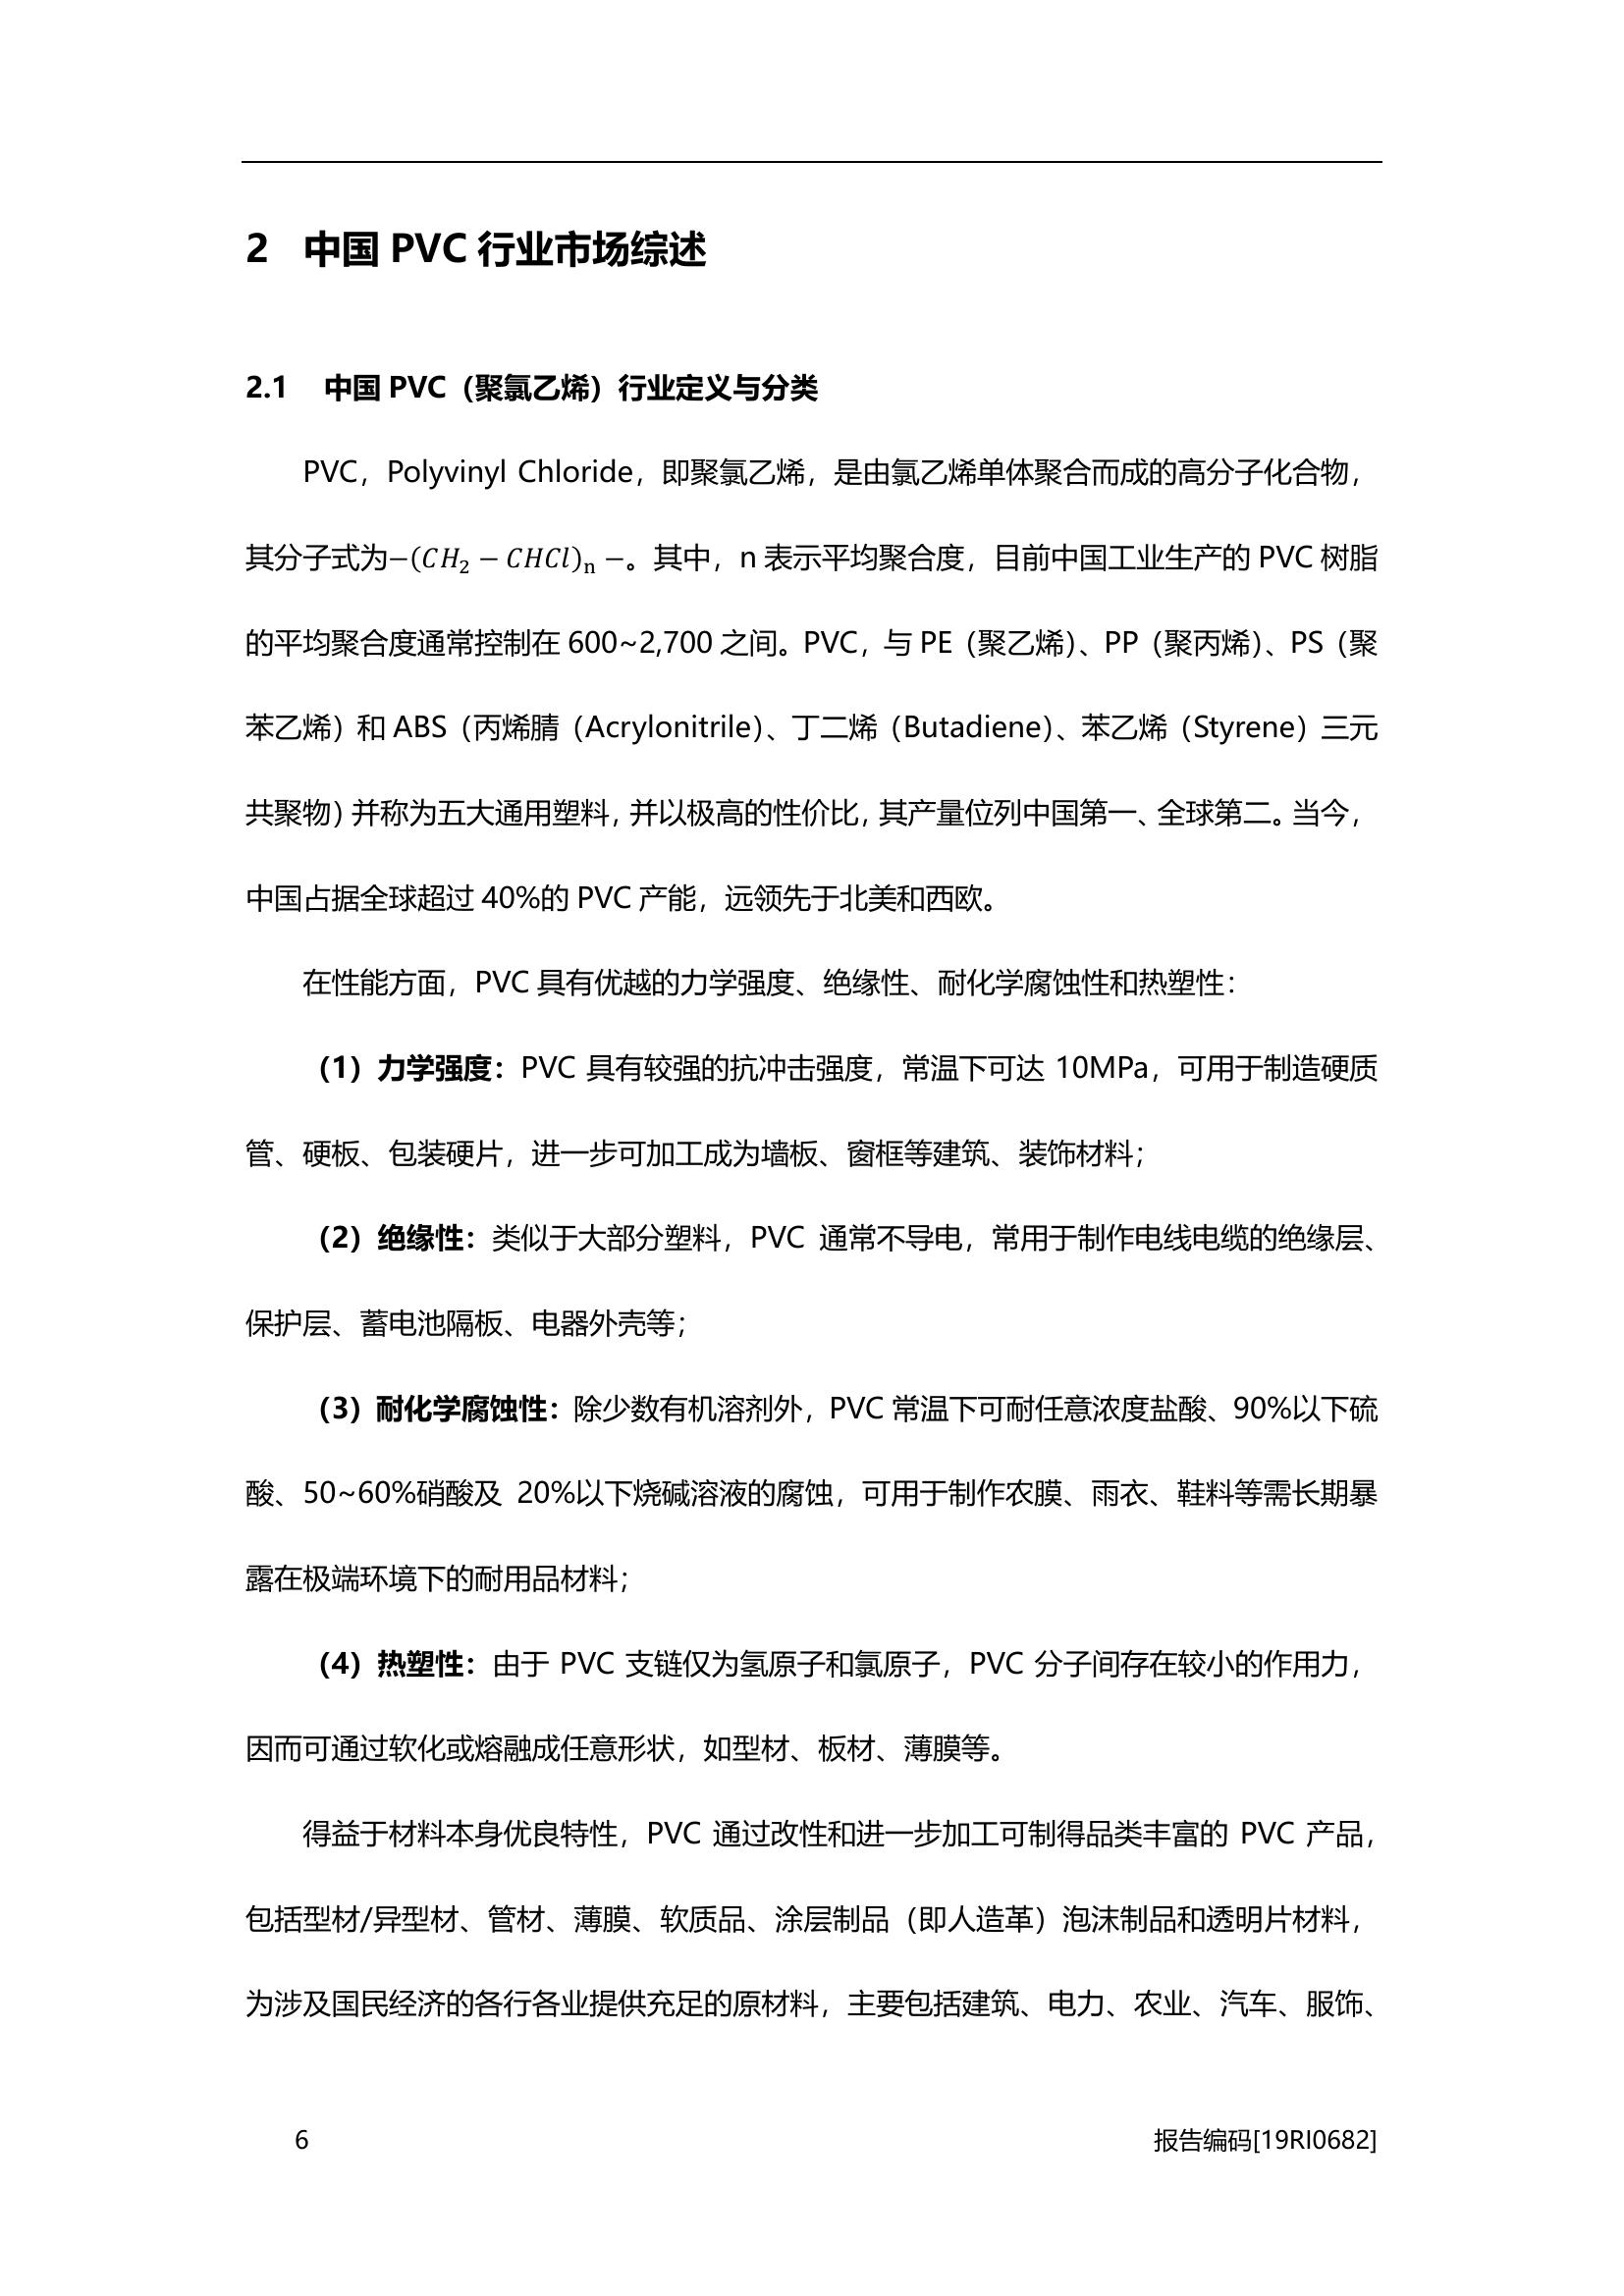 2 中国 PVC 行业市场综述
2.1 中国 PVC（聚氯乙烯）行业定义与分类
PVC，Polyvinyl Chloride，即聚氯乙烯，是由氯乙烯单体聚合而成的高分子化合物，
其分子式为−(CH₂ − CHCl)ₙ −。其中，n 表示平均聚合度，目前中国工业生产的 PVC 树脂
的平均聚合度通常控制在 600~2,700 之间。PVC，与 PE（聚乙烯）、PP（聚丙烯）、PS（聚
苯乙烯）和 ABS（丙烯腈（Acrylonitrile）、丁二烯（Butadiene）、苯乙烯（Styrene）三元
共聚物）并称为五大通用塑料，并以极高的性价比，其产量位列中国第一、全球第二。当今，
中国占据全球超过 40%的 PVC 产能，远领先于北美和西欧。
在性能方面，PVC 具有优越的力学强度、绝缘性、耐化学腐蚀性和热塑性：
（1）力学强度：PVC 具有较强的抗冲击强度，常温下可达 10MPa，可用于制造硬质
管、硬板、包装硬片，进一步可加工成为墙板、窗框等建筑、装饰材料；
（2）绝缘性：类似于大部分塑料，PVC 通常不导电，常用于制作电线电缆的绝缘层、
保护层、蓄电池隔板、电器外壳等；
（3）耐化学腐蚀性：除少数有机溶剂外，PVC 常温下可耐任意浓度盐酸、90%以下硫
酸、50~60%硝酸及 20%以下烧碱溶液的腐蚀，可用于制作农膜、雨衣、鞋料等需长期暴
露在极端环境下的耐用品材料；
（4）热塑性：由于 PVC 支链仅为氢原子和氯原子，PVC 分子间存在较小的作用力，
因而可通过软化或熔融成任意形状，如型材、板材、薄膜等。
得益于材料本身优良特性，PVC 通过改性和进一步加工可制得品类丰富的 PVC 产品，
包括型材/异型材、管材、薄膜、软质品、涂层制品（即人造革）泡沫制品和透明片材料，
为涉及国民经济的各行各业提供充足的原材料，主要包括建筑、电力、农业、汽车、服饰、
6 报告编码[19RI0682]